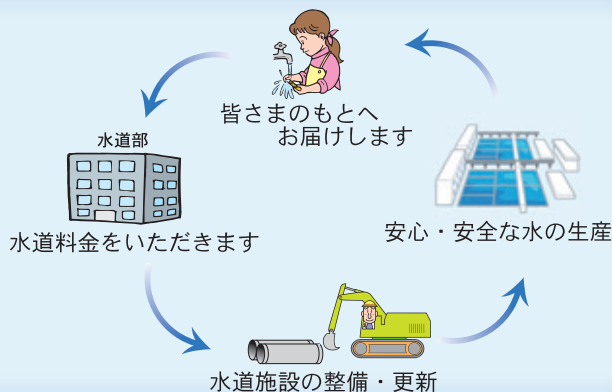 皆さまのもとへ
お届けします
水道部
水道料金をいただきます
安心・安全な水の生産
水道施設の整備・更新